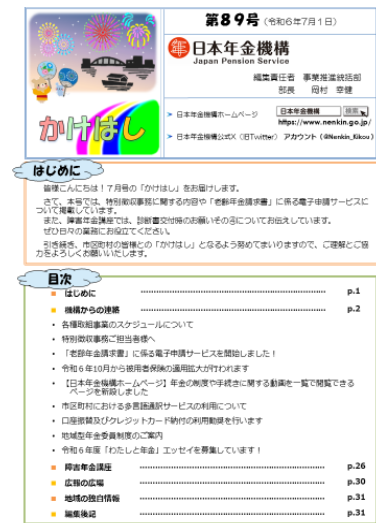 第89号（令和6年7月1日）
日本年金機構
Japan Pension Service
編集責任者　事業推進統括部
部長　岡村　幸健
かけはし
➢ 日本年金機構ホームページ　日本年金機構　検索
https://www.nenkin.go.jp/
➢ 日本年金機構公式X（旧Twitter）　アカウント（@Nenkin_Kikou）
はじめに
皆様こんにちは！７月号の「かけはし」をお届けします。
さて、本号では、特別徴収事務に関する内容や「老齢年金請求書」に係る電子申請サービスに
ついて掲載しています。
また、障害年金講座では、診断書交付時のお願いその④についてお伝えしています。
ぜひ日々の業務にお役立てください。
引き続き、市区町村の皆様との「かけはし」となるよう努めてまいりますので、ご理解とご協
力をよろしくお願いいたします。
目次
■ はじめに ･････････････････････････ p.1
■ 機構からの連絡 ･････････････････････････ p.2
・ 各種取組事業のスケジュールについて
・ 特別徴収事務ご担当者様へ
・ 「老齢年金請求書」に係る電子申請サービスを開始しました！
・ 令和６年10月から被用者保険の適用拡大が行われます
・ 【日本年金機構ホームページ】年金の制度や手続きに関する動画を一覧で閲覧できる
ページを新設しました
・ 市区町村における多言語通訳サービスの利用について
・ 口座振替及びクレジットカード納付の利用勧奨を行います
・ 地域型年金委員制度のご案内
・ 令和６年度「わたしと年金」エッセイを募集しています！
■ 障害年金講座 ･････････････････････････ p.26
■ 広報の広場 ･････････････････････････ p.30
■ 地域の独自情報 ･････････････････････････ p.31
■ 編集後記 ･････････････････････････ p.31